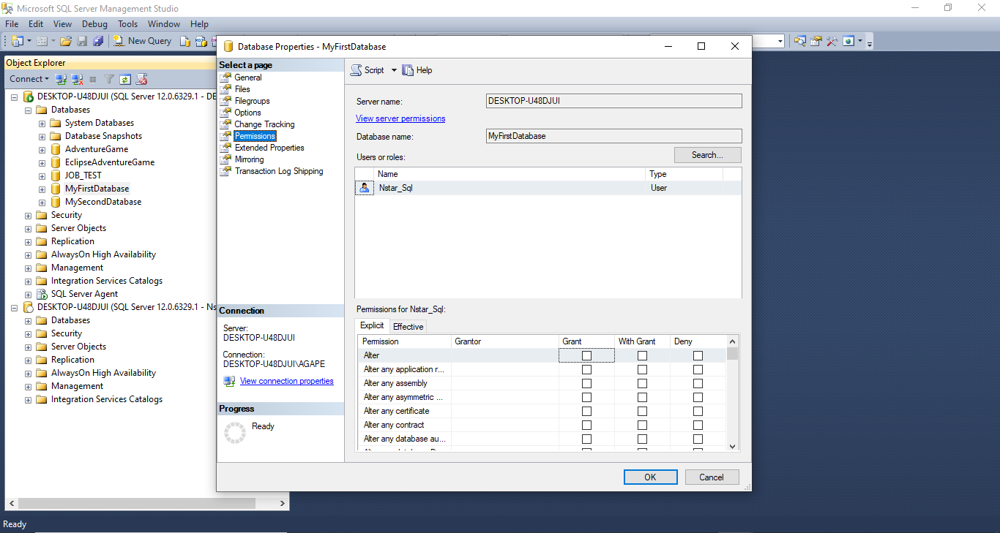 Microsoft SQL Server Management Studio
File Edit View Debug Tools Window Help
New Query
Object Explorer
Connect
DESKTOP-U48DJUI (SQL Server 12.0.6329.1 - DE
Databases
System Databases
Database Snapshots
AdventureGame
EclipseAdventureGame
JOB_TEST
MyFirstDatabase
MySecondDatabase
Security
Server Objects
Replication
AlwaysOn High Availability
Management
Integration Services Catalogs
SQL Server Agent
DESKTOP-U48DJUI (SQL Server 12.0.6329.1 - Ns
Databases
Security
Server Objects
Replication
AlwaysOn High Availability
Management
Integration Services Catalogs
Database Properties - MyFirstDatabase
Select a page
General
Files
Filegroups
Options
Change Tracking
Permissions
Extended Properties
Mirroring
Transaction Log Shipping
Connection
Server:
DESKTOP-U48DJUI
Connection:
DESKTOP-U48DJUI\AGAPE
View connection properties
Progress
Ready
Script Help
Server name: DESKTOP-U48DJUI
View server permissions
Database name: MyFirstDatabase
Search...
Users or roles:
Name Type
Nstar_Sql User
Permissions for Nstar_Sql:
Explicit Effective
Permission Grantor Grant With Grant Deny
Alter
Alter any application r...
Alter any assembly
Alter any asymmetric ...
Alter any certificate
Alter any contract
Alter any database au...
OK Cancel
Ready